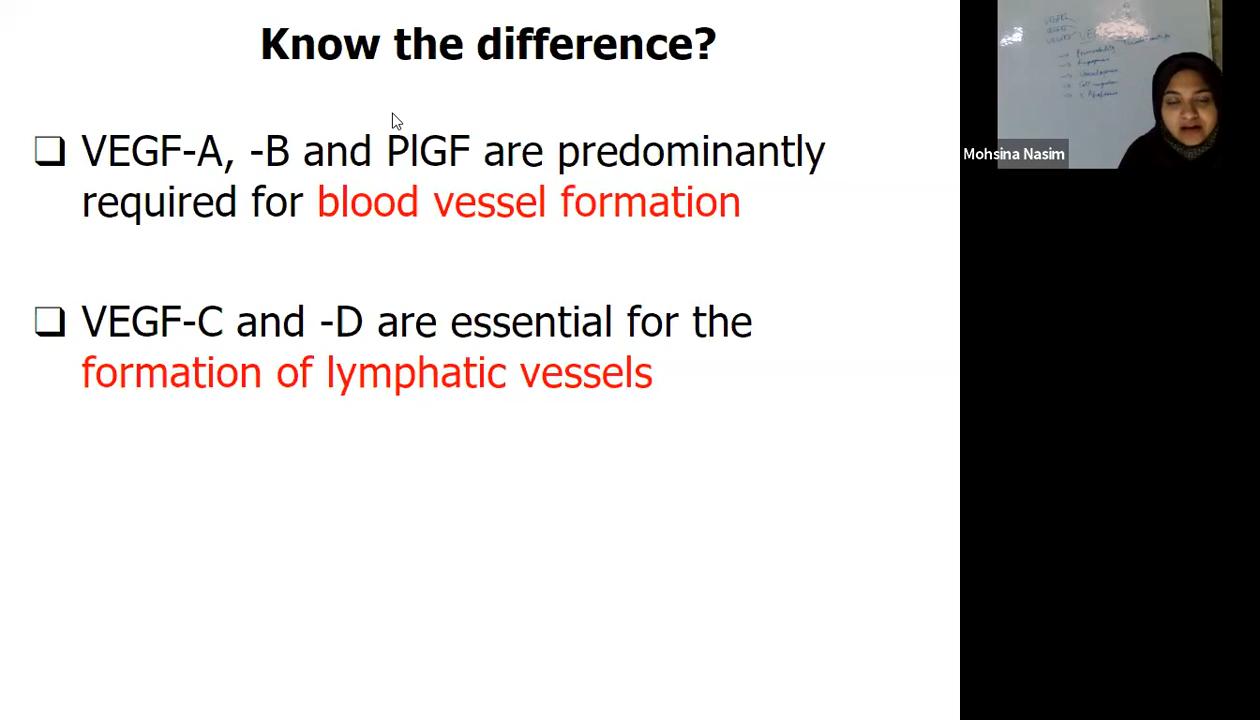 Know the difference?
❑ VEGF-A, -B and PlGF are predominantly
required for blood vessel formation
❑ VEGF-C and -D are essential for the
formation of lymphatic vessels
Mohsina Nasim
Permeability